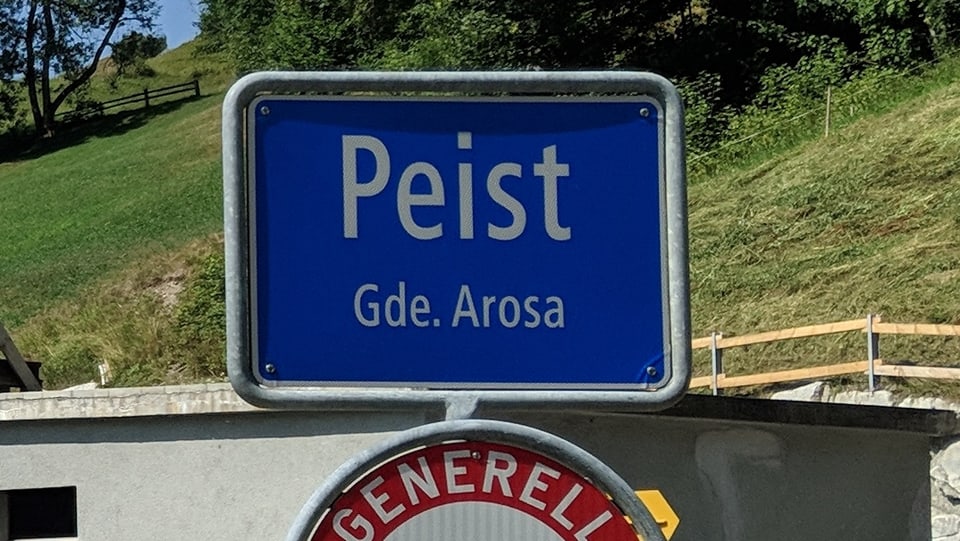 Peist
Gde. Arosa
GENERELL